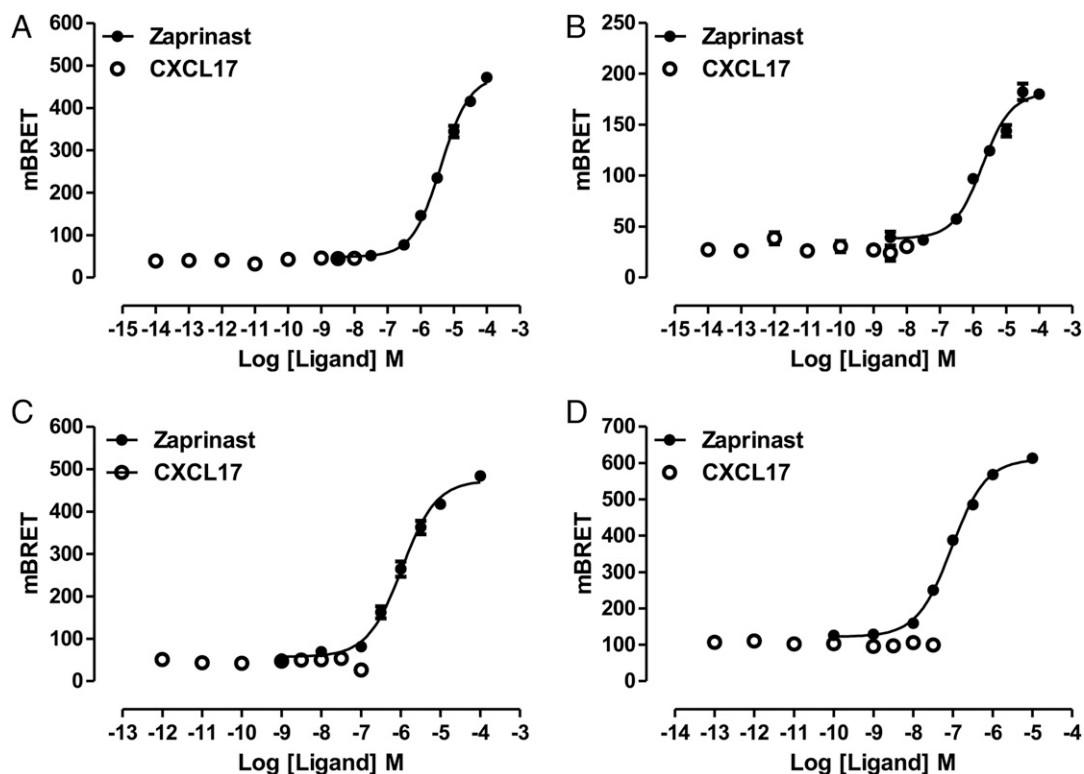 A
600
500
400
300
200
100
0
mBRET
Zaprinast
CXCL17
-15 -14 -13 -12 -11 -10 -9 -8 -7 -6 -5 -4 -3
Log [Ligand] M
B
250
200
150
100
50
0
mBRET
Zaprinast
CXCL17
-15 -14 -13 -12 -11 -10 -9 -8 -7 -6 -5 -4 -3
Log [Ligand] M
C
600
500
400
300
200
100
0
mBRET
Zaprinast
CXCL17
-13 -12 -11 -10 -9 -8 -7 -6 -5 -4 -3
Log [Ligand] M
D
700
600
500
400
300
200
100
0
mBRET
Zaprinast
CXCL17
-14 -13 -12 -11 -10 -9 -8 -7 -6 -5 -4
Log [Ligand] M